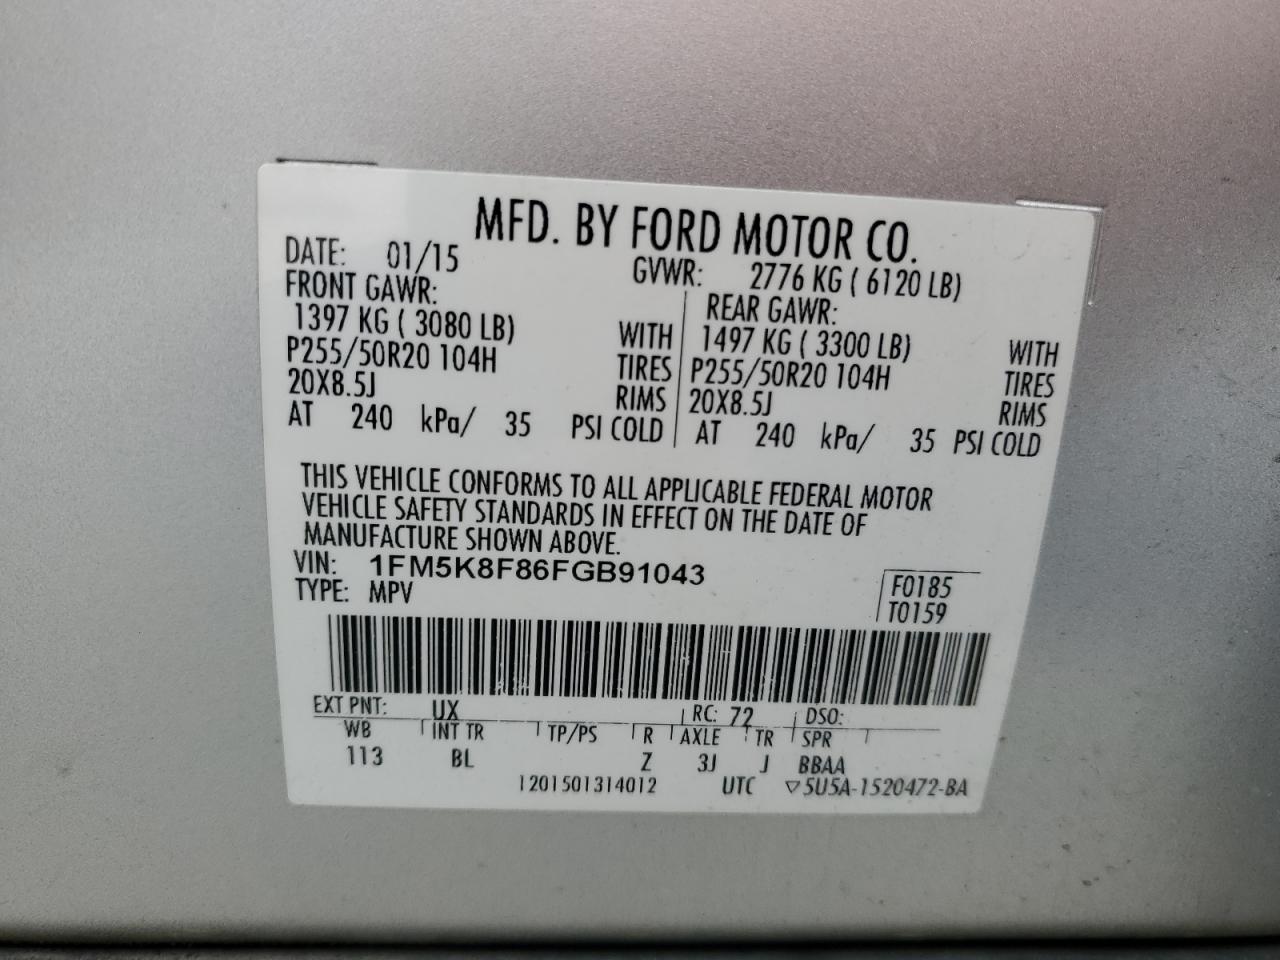 MFD. BY FORD MOTOR CO.
DATE: 01/15 GVWR: 2776 KG ( 6120 LB)
FRONT GAWR: REAR GAWR:
1397 KG ( 3080 LB) WITH 1497 KG ( 3300 LB) WITH
P255/50R20 104H TIRES P255/50R20 104H TIRES
20X8.5J RIMS 20X8.5J RIMS
AT 240 kPa/ 35 PSI COLD AT 240 kPa/ 35 PSI COLD
THIS VEHICLE CONFORMS TO ALL APPLICABLE FEDERAL MOTOR
VEHICLE SAFETY STANDARDS IN EFFECT ON THE DATE OF
MANUFACTURE SHOWN ABOVE.
VIN: 1FM5K8F86FGB91043
TYPE: MPV
F0185
T0159
EXT PNT: UX RC: 72 DSO:
WB INT TR TP/PS R AXLE TR SPR
113 BL Z 3J J BBAA
1201501314012 UTC ▽5U5A-1520472-BA